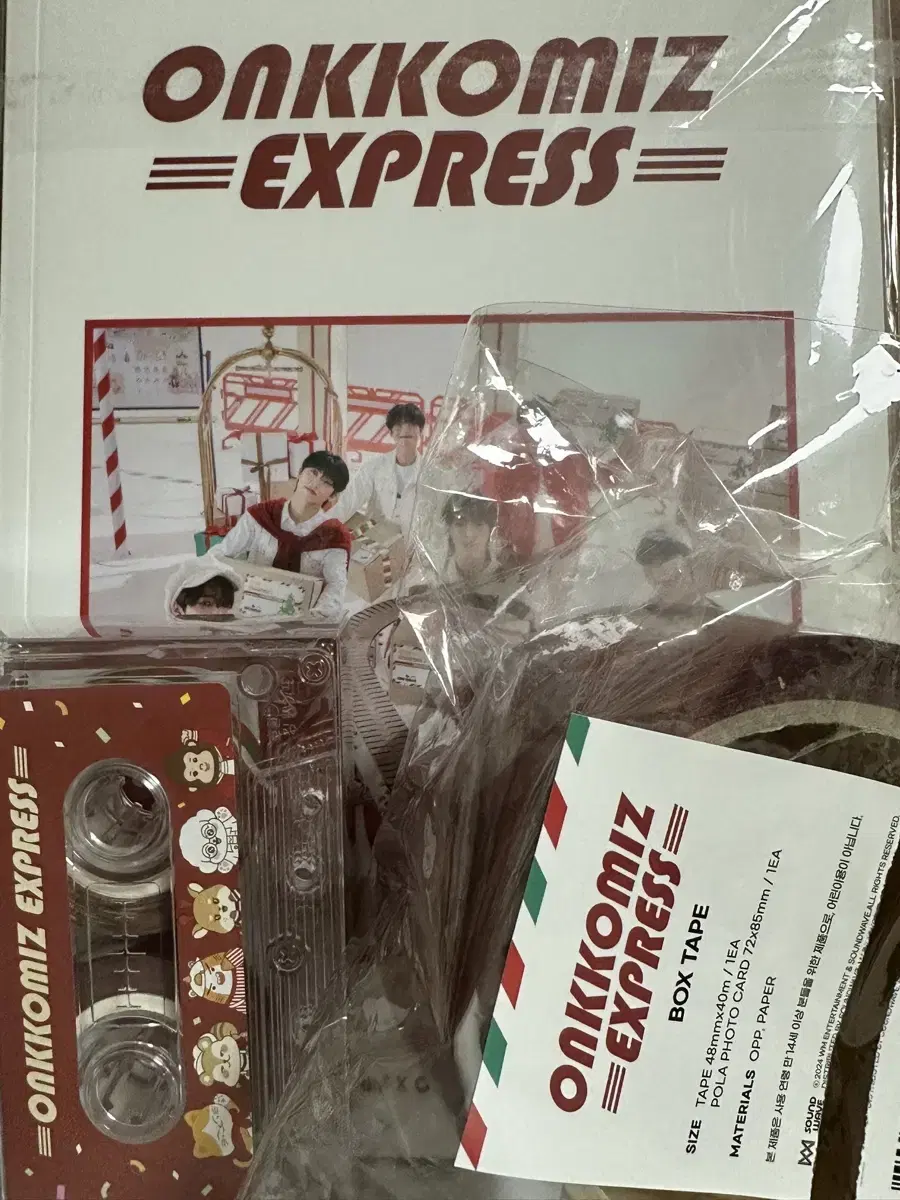 ONKKOMIZ
EXPRESS
ONKKOMIZ EXPRESS
ONKKOMIZ
EXPRESS
BOX TAPE
SIZE TAPE 48mmx40m / 1EA
POLA PHOTO CARD 72x85mm / 1EA
MATERIALS OPP, PAPER
본 제품은 사용 연령 만 14세 이상 분들을 위한 제품으로, 어린이용이 아닙니다.
SOUND
WAVE
© 2024 WM ENTERTAINMENT & SOUNDWAVE ALL RIGHTS RESERVED.